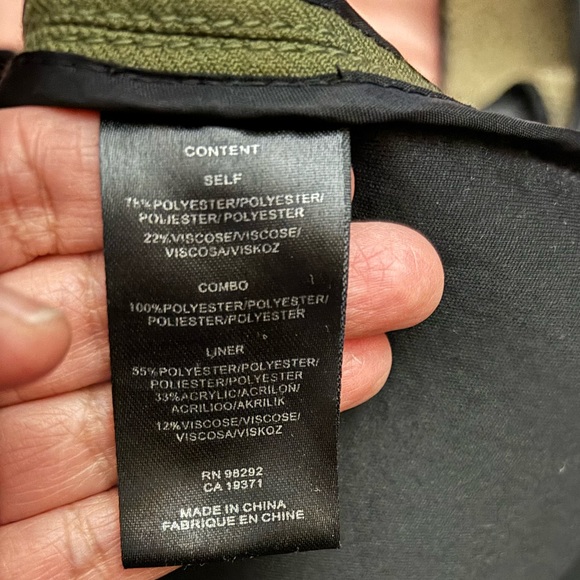 CONTENT
SELF
78%POLYESTER/POLYESTER/
POLIESTER/POLYESTER
22%VISCOSE/VISCOSE/
VISCOSA/VISKOZ
COMBO
100%POLYESTER/POLYESTER/
POLIESTER/POLYESTER
LINER
55%POLYESTER/POLYESTER/
POLIESTER/POLYESTER
33%ACRYLIC/ACRILON/
ACRILIOO/AKRILIK
12%VISCOSE/VISCOSE/
VISCOSA/VISKOZ
RN 98292
CA 19371
MADE IN CHINA
FABRIQUE EN CHINE